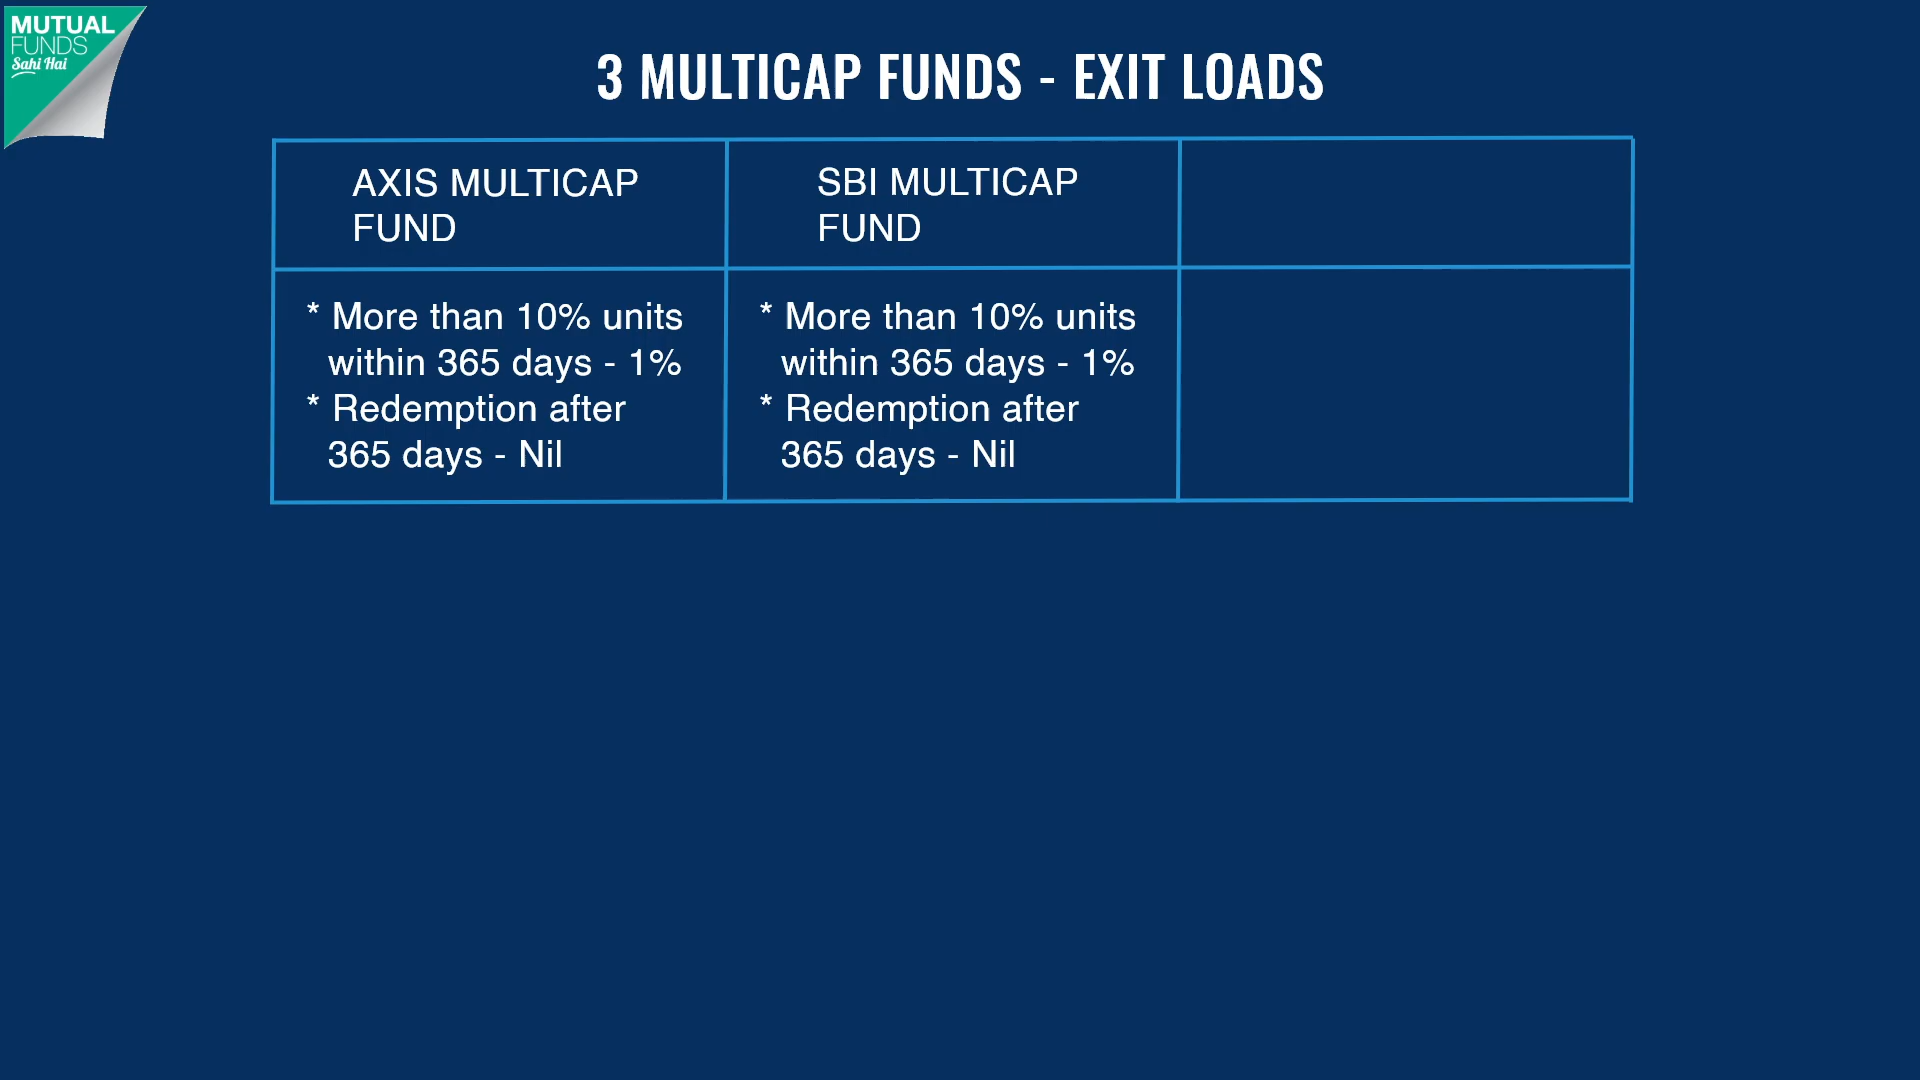 MUTUAL
FUNDS
Sahi Hai
3 MULTICAP FUNDS - EXIT LOADS
AXIS MULTICAP
FUND
SBI MULTICAP
FUND
* More than 10% units
within 365 days - 1%
* Redemption after
365 days - Nil
* More than 10% units
within 365 days - 1%
* Redemption after
365 days - Nil